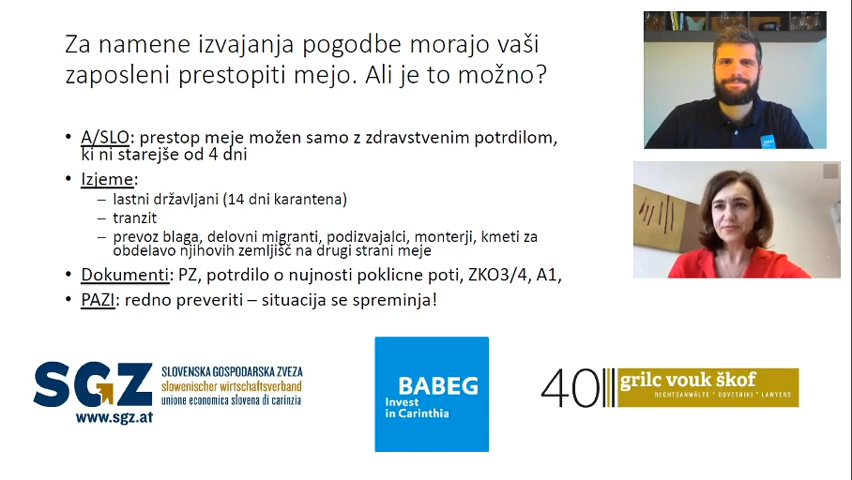 Za namene izvajanja pogodbe morajo vaši
zaposleni prestopiti mejo. Ali je to možno?
• A/SLO: prestop meje možen samo z zdravstvenim potrdilom,
ki ni starejše od 4 dni
• Izjeme:
– lastni državljani (14 dni karantena)
– tranzit
– prevoz blaga, delovni migranti, podizvajalci, monterji, kmeti za
obdelavo njihovih zemljišč na drugi strani meje
• Dokumenti: PZ, potrdilo o nujnosti poklicne poti, ZKO3/4, A1,
• PAZI: redno preveriti – situacija se spreminja!
BABEG
SGZ
SLOVENSKA GOSPODARSKA ZVEZA
slowenischer wirtschaftsverband
unione economica slovena di carinzia
www.sgz.at
BABEG
Invest
in Carinthia
40
grilc vouk škof
RECHTSANWÄLTE * ODVETNIKI * LAWYERS